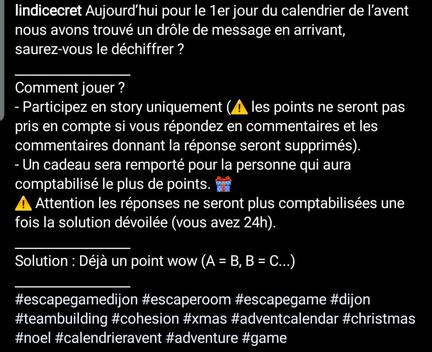 lindicecret Aujourd'hui pour le 1er jour du calendrier de l'avent
nous avons trouvé un drôle de message en arrivant,
saurez-vous le déchiffrer ?
_______________
Comment jouer ?
- Participez en story uniquement (⚠️ les points ne seront pas
pris en compte si vous répondez en commentaires et les
commentaires donnant la réponse seront supprimés).
- Un cadeau sera remporté pour la personne qui aura
comptabilisé le plus de points. 🎁
⚠️ Attention les réponses ne seront plus comptabilisées une
fois la solution dévoilée (vous avez 24h).
_______________
Solution : Déjà un point wow (A = B, B = C...)
_______________
#escapegamedijon #escaperoom #escapegame #dijon
#teambuilding #cohesion #xmas #adventcalendar #christmas
#noel #calendrieravent #adventure #game